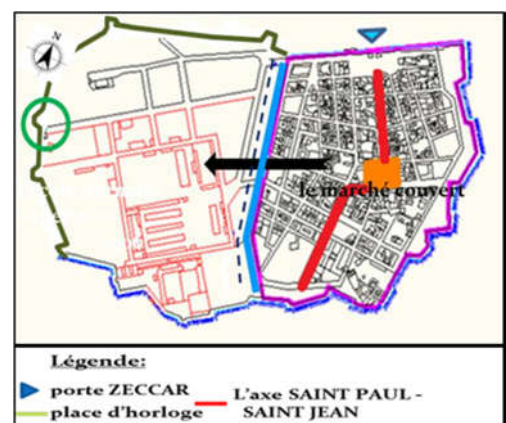 N
le marché couvert
Légende:
porte ZECCAR
place d'horloge
L'axe SAINT PAUL -
SAINT JEAN